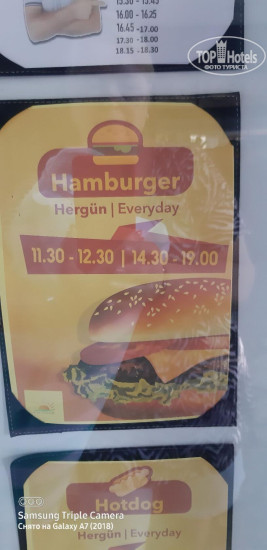 16.00 - 16.25
16.45 -17.00
17.30 -18.00
18.15 -18.30
TOP Hotels
ФОТО ТУРИСТА
Hamburger
Hergün | Everyday
11.30 - 12.30 | 14.30 - 19.00
Hotdog
Hergün | Everyday
Samsung Triple Camera
Снято на Galaxy A7 (2018)